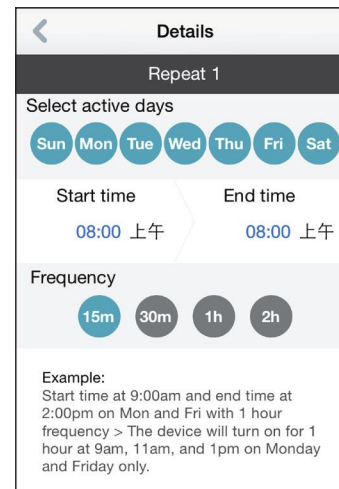 Details
Repeat 1
Select active days
Sun Mon Tue Wed Thu Fri Sat
Start time End time
08:00 上午 08:00 上午
Frequency
15m 30m 1h 2h
Example:
Start time at 9:00am and end time at
2:00pm on Mon and Fri with 1 hour
frequency > The device will turn on for 1
hour at 9am, 11am, and 1pm on Monday
and Friday only.